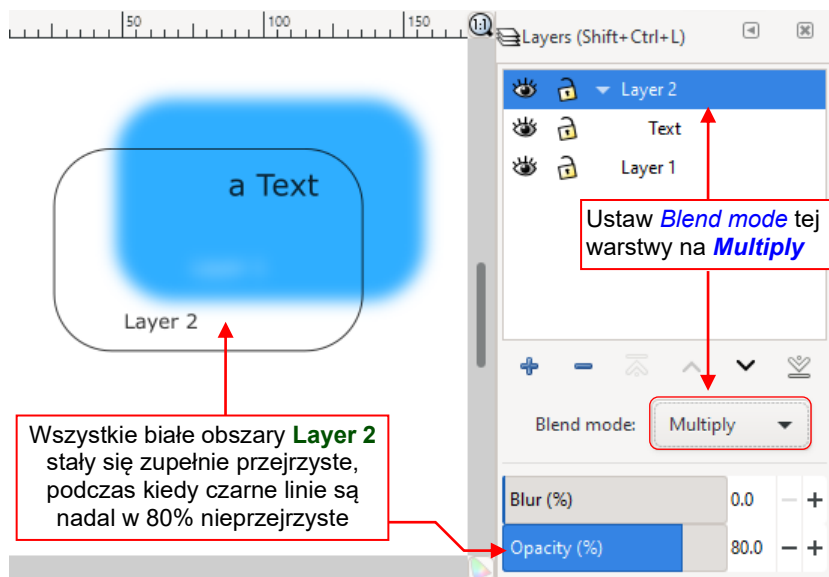 50
100
150
1:1
Layers (Shift+Ctrl+L)
Layer 2
Text
Layer 1
a Text
Ustaw Blend mode tej
warstwy na Multiply
Layer 2
Blend mode: Multiply
Wszystkie białe obszary Layer 2
stały się zupełnie przejrzyste,
podczas kiedy czarne linie są
nadal w 80% nieprzejrzyste
Blur (%) 0.0
Opacity (%) 80.0